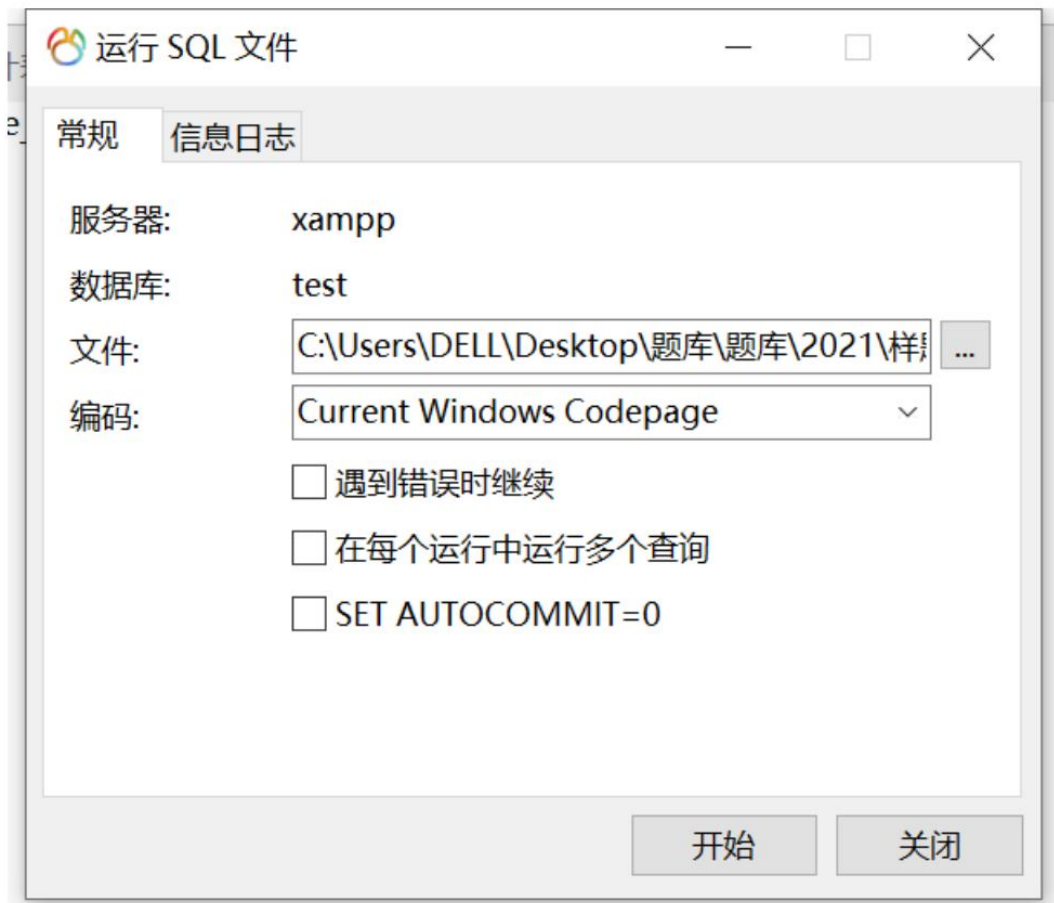 运行 SQL 文件
常规
信息日志
服务器: xampp
数据库: test
文件: C:\Users\DELL\Desktop\题库\题库\2021\样 ...
编码: Current Windows Codepage
遇到错误时继续
在每个运行中运行多个查询
SET AUTOCOMMIT=0
开始
关闭